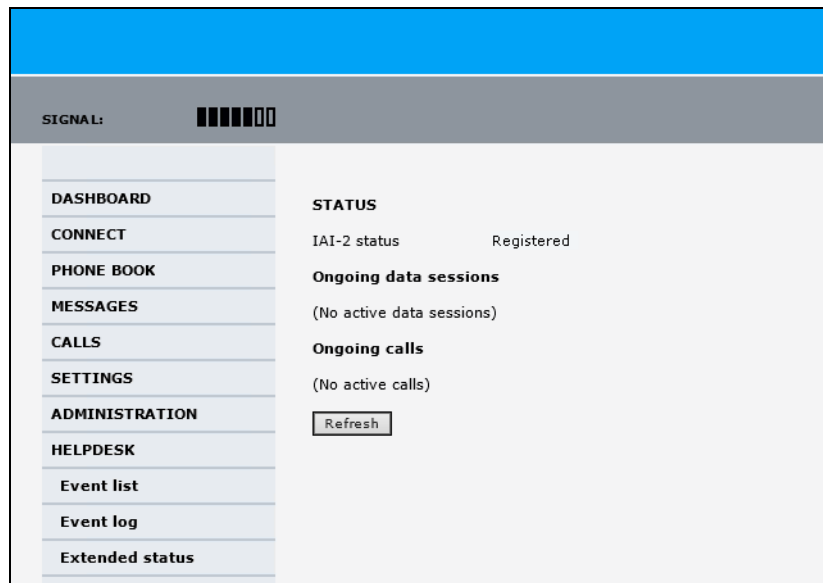 SIGNAL:
DASHBOARD
CONNECT
PHONE BOOK
MESSAGES
CALLS
SETTINGS
ADMINISTRATION
HELPDESK
Event list
Event log
Extended status
STATUS
IAI-2 status Registered
Ongoing data sessions
(No active data sessions)
Ongoing calls
(No active calls)
Refresh